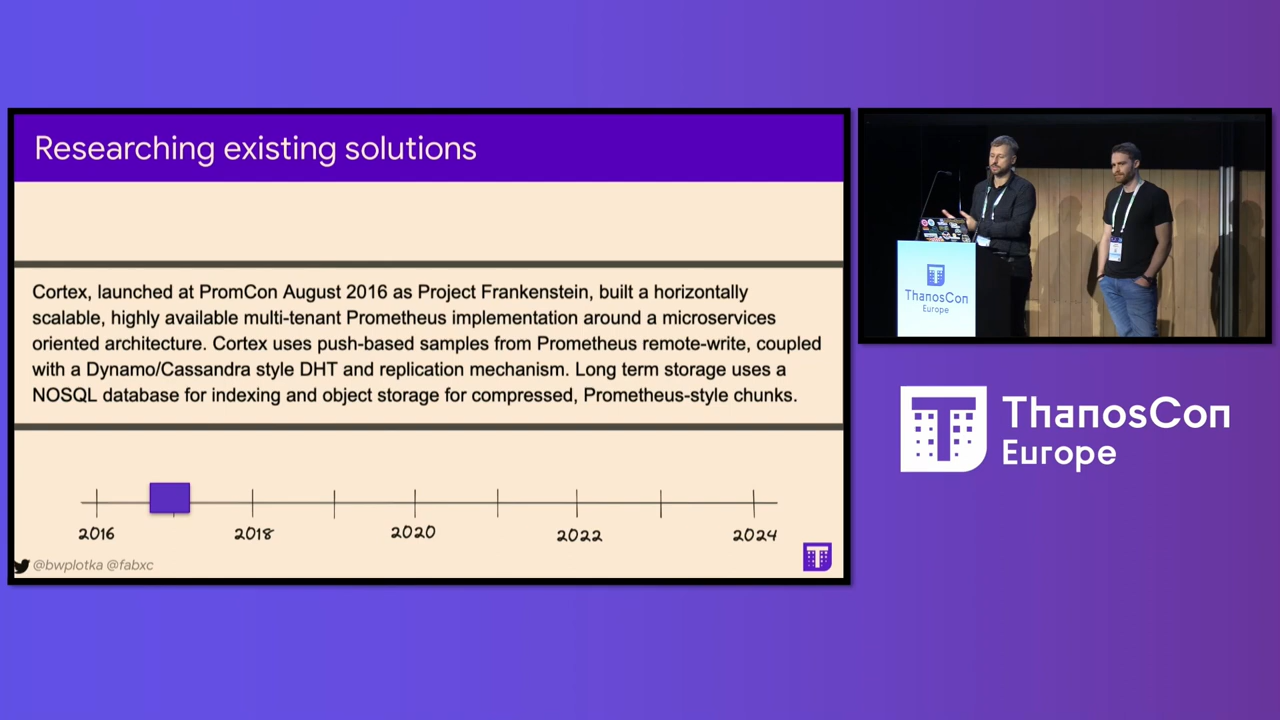 Researching existing solutions
Cortex, launched at PromCon August 2016 as Project Frankenstein, built a horizontally
scalable, highly available multi-tenant Prometheus implementation around a microservices
oriented architecture. Cortex uses push-based samples from Prometheus remote-write, coupled
with a Dynamo/Cassandra style DHT and replication mechanism. Long term storage uses a
NOSQL database for indexing and object storage for compressed, Prometheus-style chunks.
2016 2018 2020 2022 2024
@bwplotka @fabxc
ThanosCon
Europe
ThanosCon
Europe